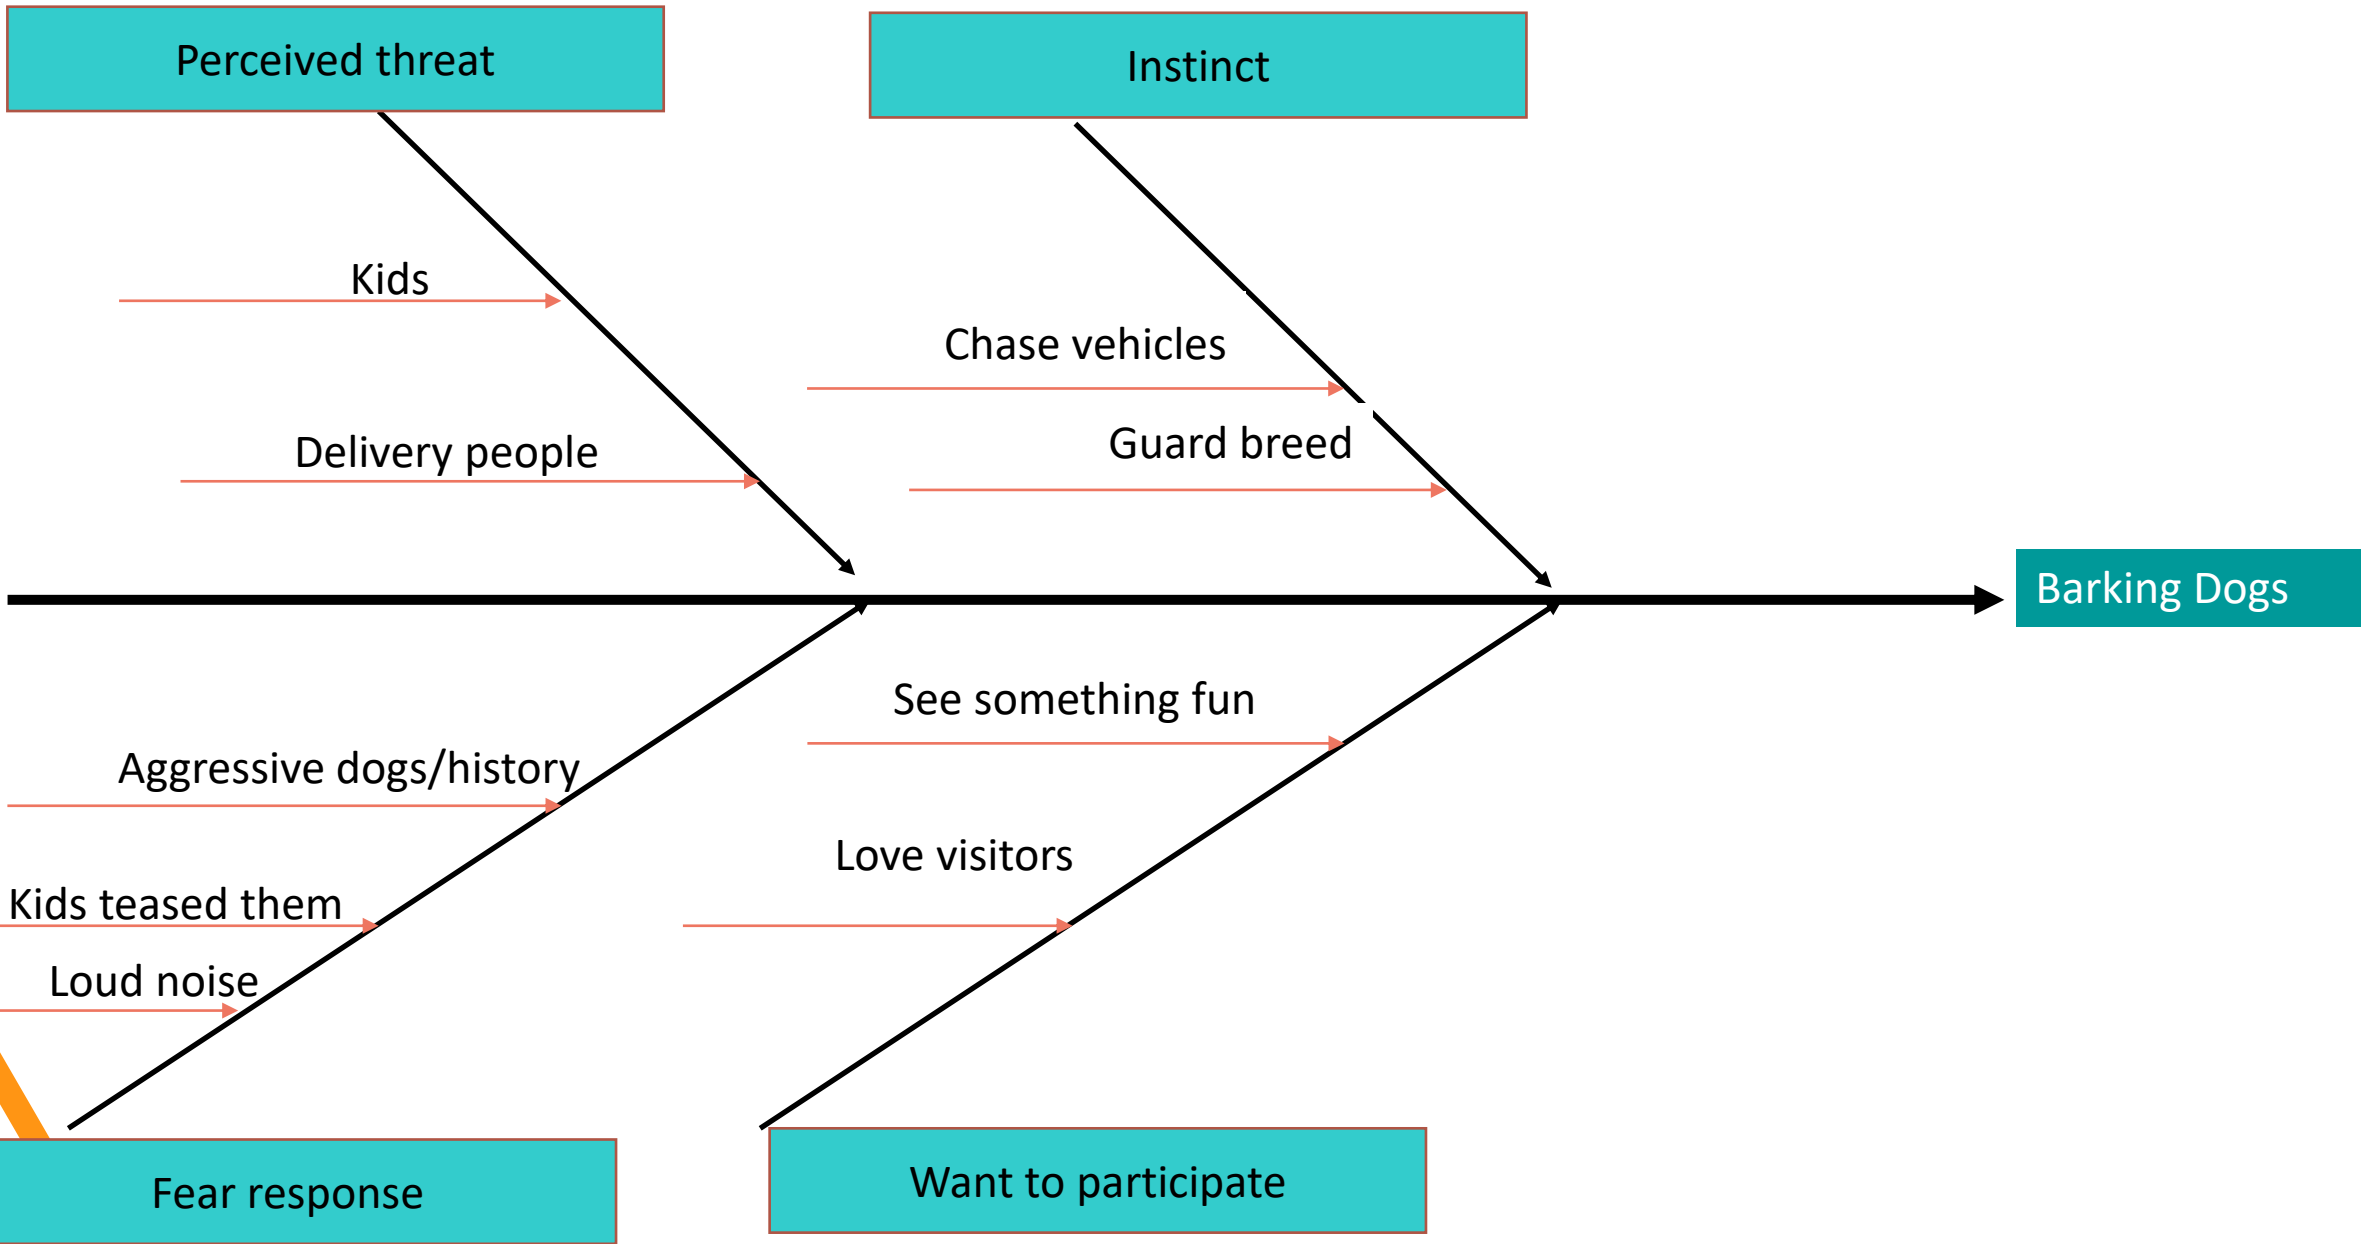 Perceived threat
Instinct
Kids
Chase vehicles
Delivery people
Guard breed
Barking Dogs
See something fun
Aggressive dogs/history
Love visitors
Kids teased them
Loud noise
Fear response
Want to participate